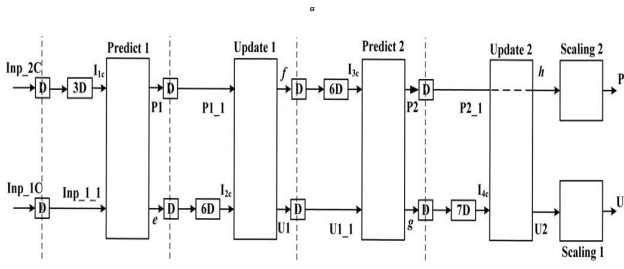 a
Predict 1
Update 1
Predict 2
Update 2
Scaling 2
Inp_2C
D
3D
I1c
P1
D
P1_1
f
D
6D
I3c
P2
D
P2_1
h
P
Inp_1C
D
Inp_1_1
e
D
6D
I2c
U1
D
U1_1
g
D
7D
I4c
U2
U
Scaling 1